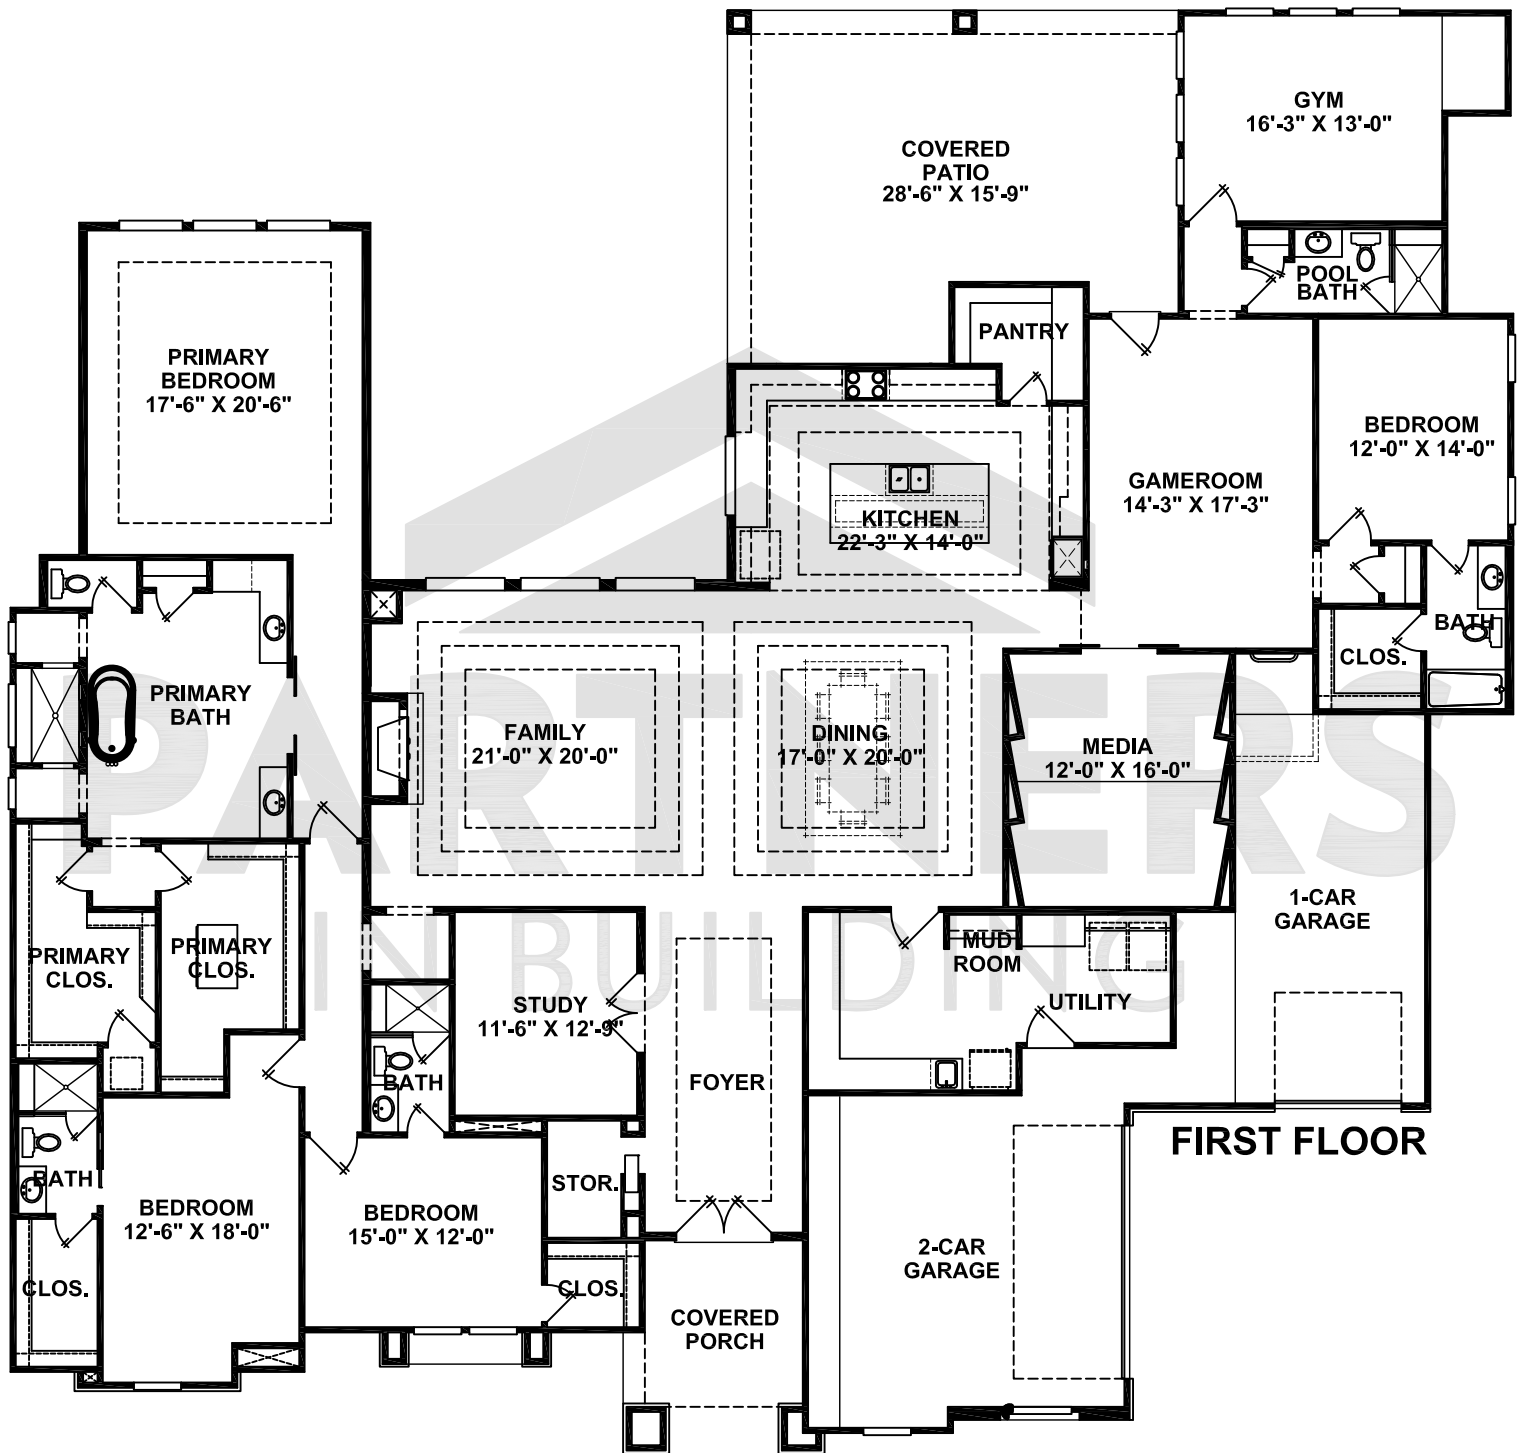 GYM
16'-3" X 13'-0"
COVERED
PATIO
28'-6" X 15'-9"
POOL
BATH
PANTRY
PRIMARY
BEDROOM
17'-6" X 20'-6"
BEDROOM
12'-0" X 14'-0"
GAMEROOM
14'-3" X 17'-3"
KITCHEN
22'-3" X 14'-0"
BATH
CLOS.
PRIMARY
BATH
FAMILY
21'-0" X 20'-0"
DINING
17'-0" X 20'-0"
MEDIA
12'-0" X 16'-0"
PARTNERS
IN BUILDING
1-CAR
GARAGE
PRIMARY
CLOS.
PRIMARY
CLOS.
MUD
ROOM
UTILITY
STUDY
11'-6" X 12'-9"
BATH
FOYER
FIRST FLOOR
BATH
STOR.
BEDROOM
12'-6" X 18'-0"
BEDROOM
15'-0" X 12'-0"
2-CAR
GARAGE
CLOS.
CLOS.
COVERED
PORCH